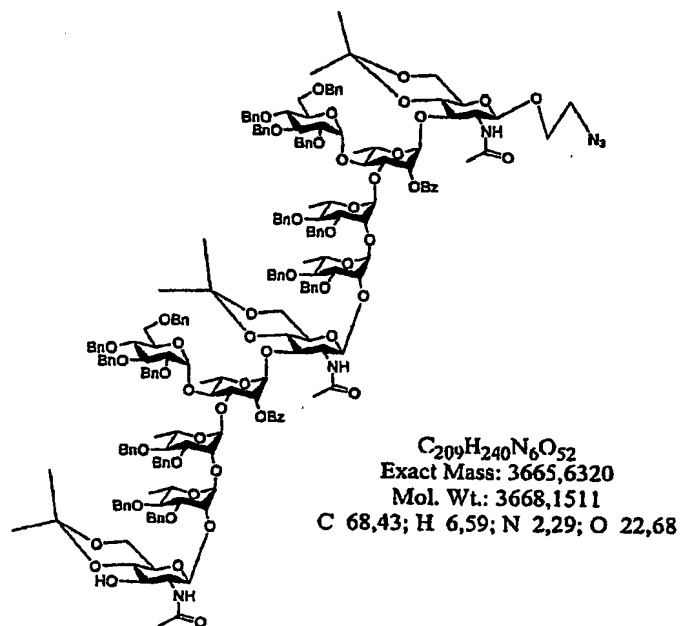 O
OBn
O O O O
BnO O
BnO BnO O O NH N₃
O O O
O OBz
O
BnO BnO O
O
BnO BnO O
O
OBn
O O
BnO O O
BnO BnO O O NH
O O O
O OBz
O
BnO BnO O
O
BnO BnO O
O
O
O O
HO NH
O
C₂₀₉H₂₄₀N₆O₅₂
Exact Mass: 3665,6320
Mol. Wt.: 3668,1511
C 68,43; H 6,59; N 2,29; O 22,68